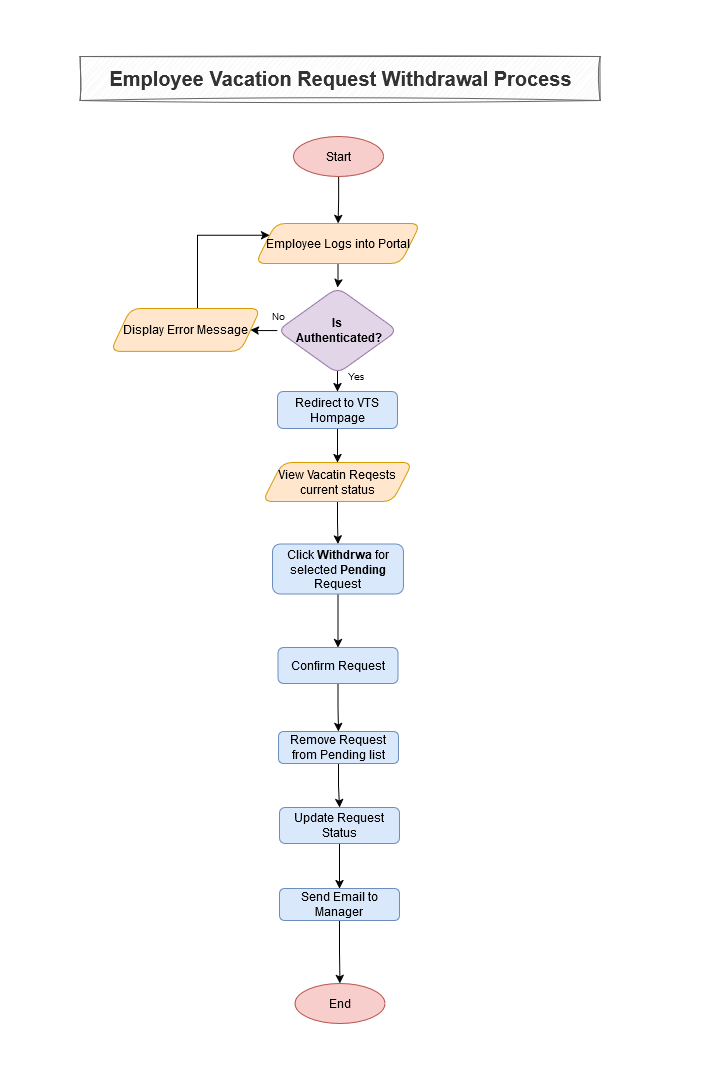 Employee Vacation Request Withdrawal Process
Start
Employee Logs into Portal
Is
Authenticated?
No
Display Error Message
Yes
Redirect to VTS
Hompage
View Vacatin Reqests
current status
Click Withdrwa for
selected Pending
Request
Confirm Request
Remove Request
from Pending list
Update Request
Status
Send Email to
Manager
End